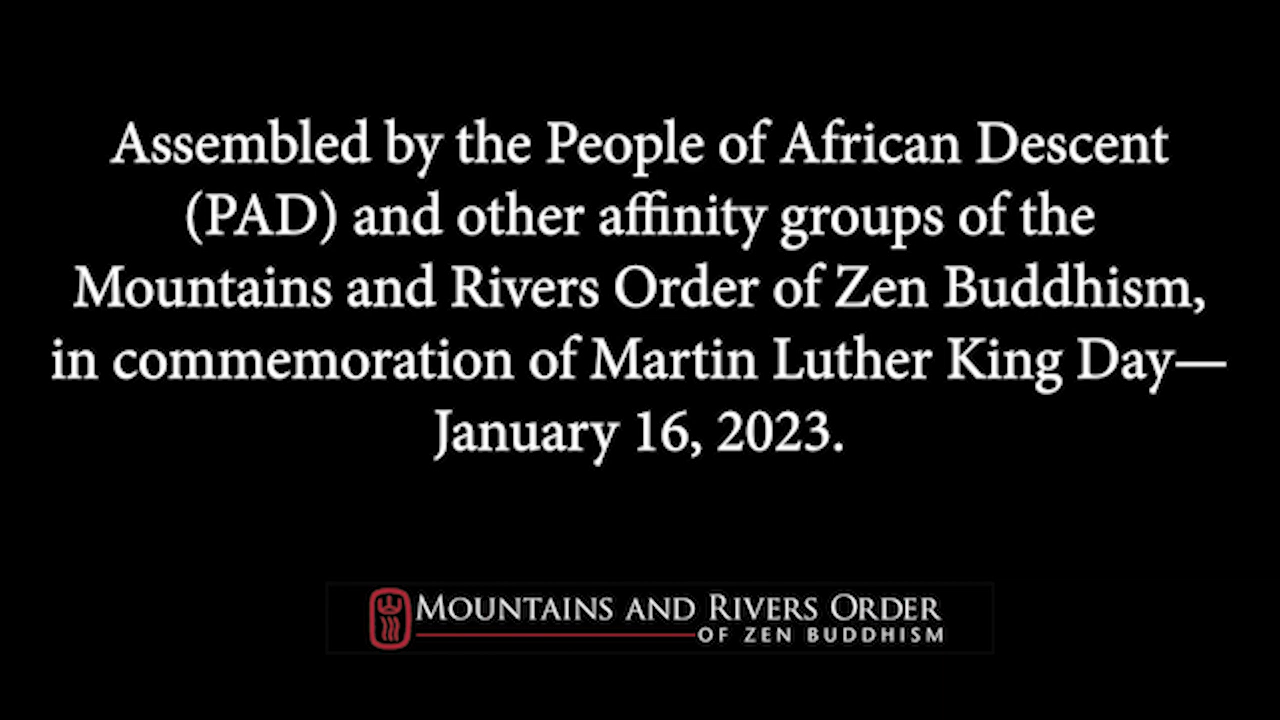 Assembled by the People of African Descent
(PAD) and other affinity groups of the
Mountains and Rivers Order of Zen Buddhism,
in commemoration of Martin Luther King Day—
January 16, 2023.
MOUNTAINS AND RIVERS ORDER
OF ZEN BUDDHISM